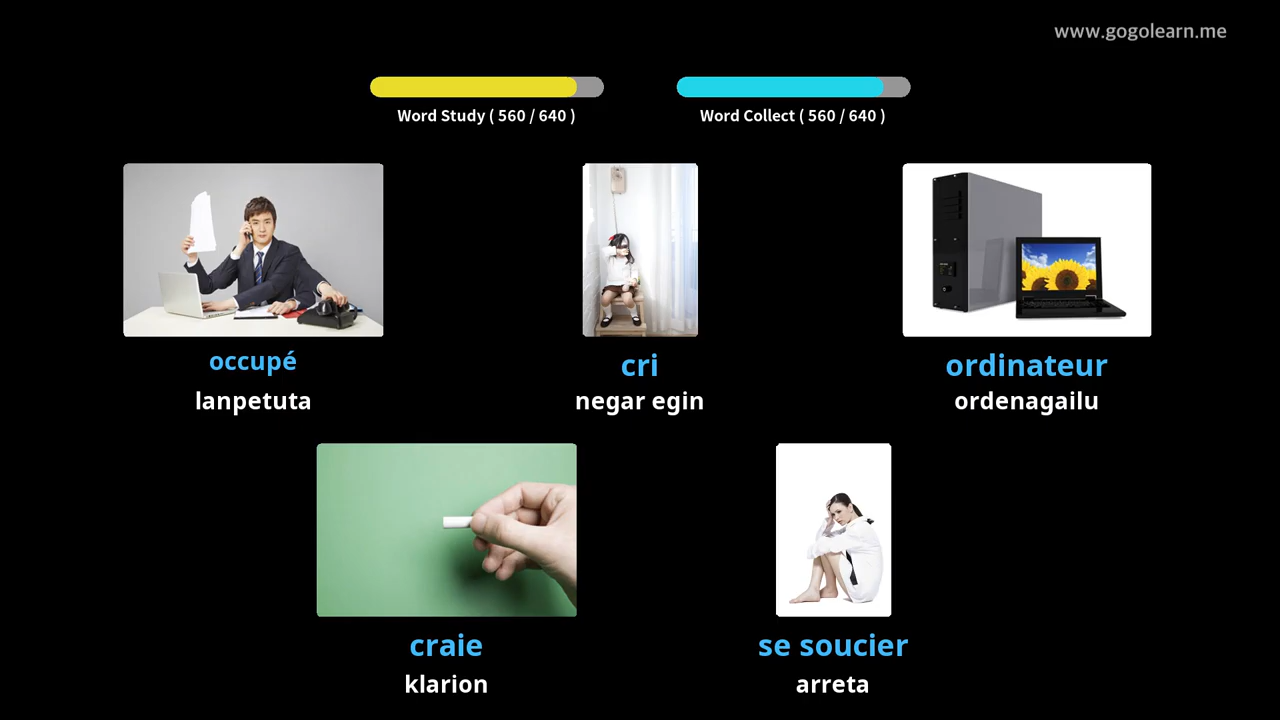 www.gogolearn.me
Word Study ( 560 / 640 )
Word Collect ( 560 / 640 )
occupé
lanpetuta
cri
negar egin
ordinateur
ordenagailu
craie
klarion
se soucier
arreta